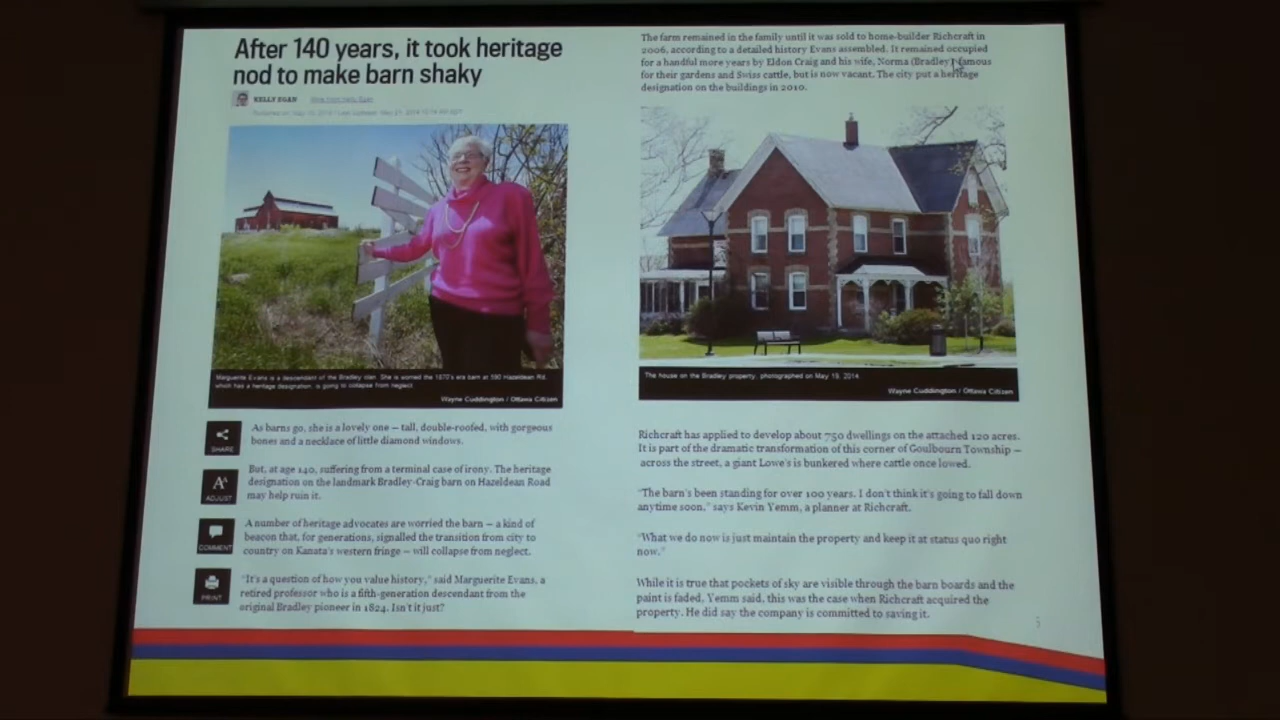 After 140 years, it took heritage
nod to make barn shaky
KELLY EGAN More from Kelly Egan
Marguerite Evans is a descendant of the Bradley clan. She is worried the 1870's era barn at 590 Hazeldean Rd.
which has a heritage designation, is going to collapse from neglect.
Wayne Cuddington / Ottawa Citizen
SHARE
As barns go, she is a lovely one – tall, double-roofed, with gorgeous
bones and a necklace of little diamond windows.
ADJUST
But, at age 140, suffering from a terminal case of irony. The heritage
designation on the landmark Bradley-Craig barn on Hazeldean Road
may help ruin it.
COMMENT
A number of heritage advocates are worried the barn – a kind of
beacon that, for generations, signalled the transition from city to
country on Kanata's western fringe – will collapse from neglect.
PRINT
"It's a question of how you value history," said Marguerite Evans, a
retired professor who is a fifth-generation descendant from the
original Bradley pioneer in 1824. Isn't it just?
The farm remained in the family until it was sold to home-builder Richcraft in
2006, according to a detailed history Evans assembled. It remained occupied
for a handful more years by Eldon Craig and his wife, Norma (Bradley) famous
for their gardens and Swiss cattle, but is now vacant. The city put a heritage
designation on the buildings in 2010.
The house on the Bradley property, photographed on May 19, 2014.
Wayne Cuddington / Ottawa Citizen
Richcraft has applied to develop about 750 dwellings on the attached 120 acres.
It is part of the dramatic transformation of this corner of Goulbourn Township –
across the street, a giant Lowe's is bunkered where cattle once lowed.
"The barn's been standing for over 100 years. I don't think it's going to fall down
anytime soon," says Kevin Yemm, a planner at Richcraft.
"What we do now is just maintain the property and keep it at status quo right
now."
While it is true that pockets of sky are visible through the barn boards and the
paint is faded, Yemm said, this was the case when Richcraft acquired the
property. He did say the company is committed to saving it.